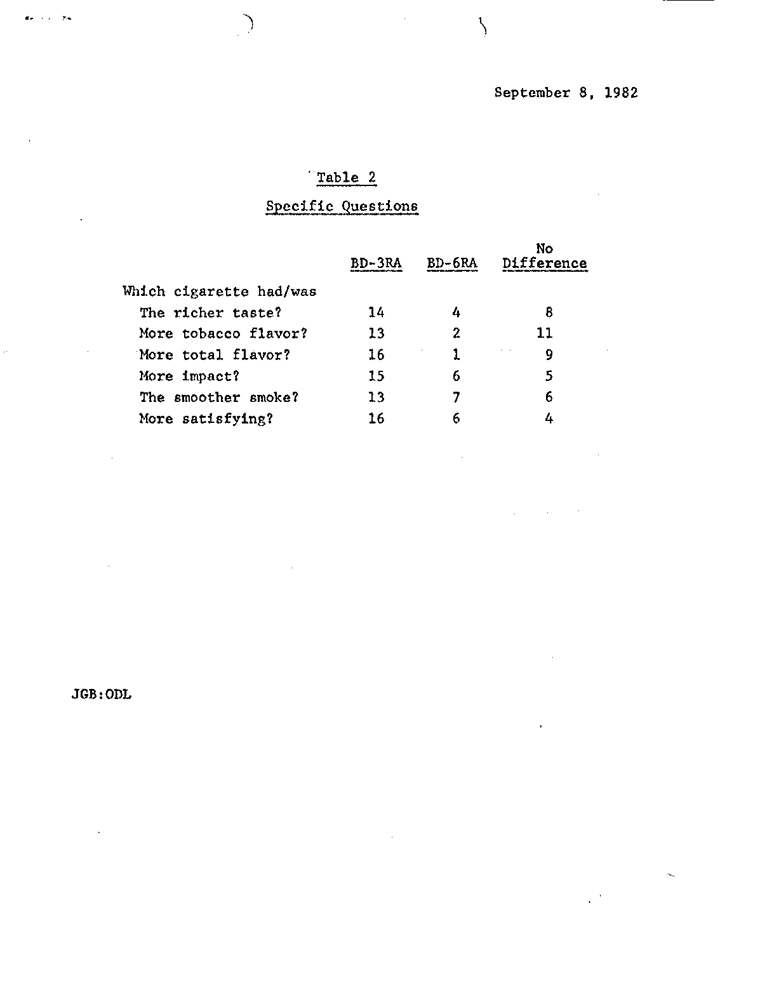 September 8, 1982
Table 2
Specific Questions
No
BD-3RA BD-6RA Difference
Which cigarette had/was
The richer taste? 14 4 8
More tobacco flavor? 13 2 11
More total flavor? 16 1 9
More impact? 15 6 5
The smoother smoke? 13 7 6
More satisfying? 16 6 4
JGB:ODL